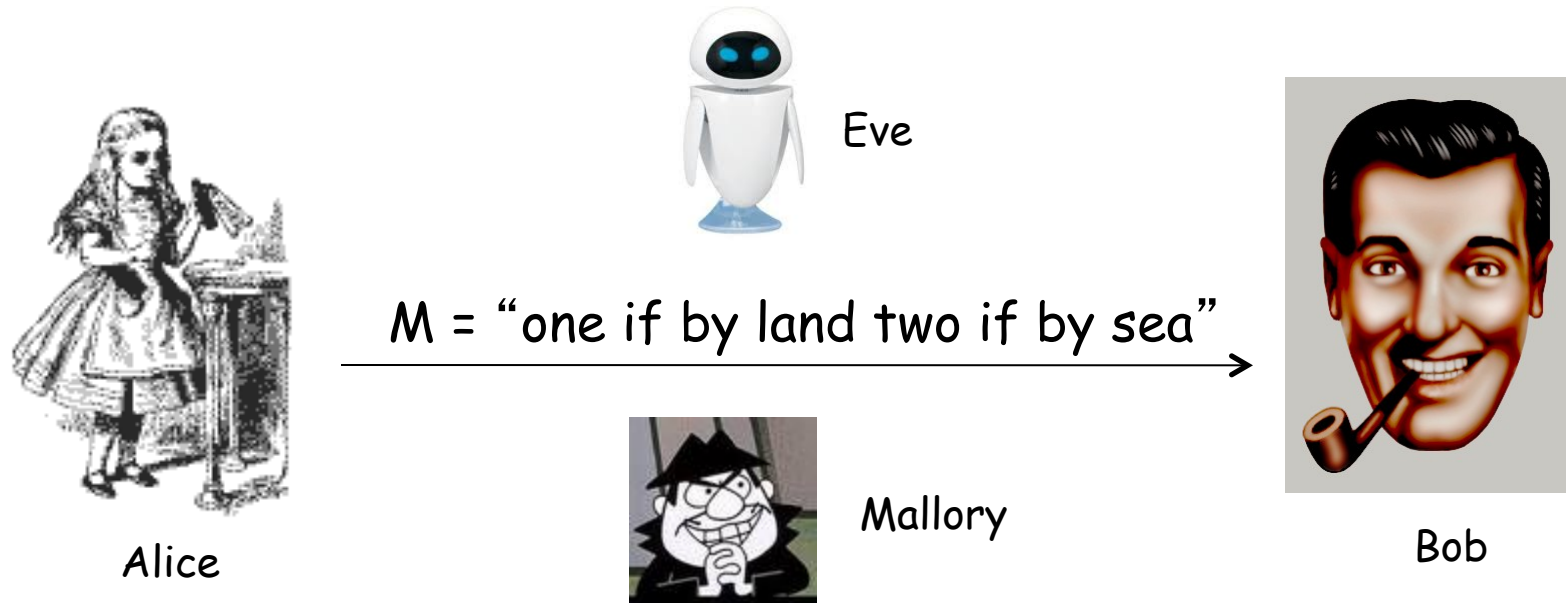 Eve
M = “one if by land two if by sea”
Mallory
Alice
Bob